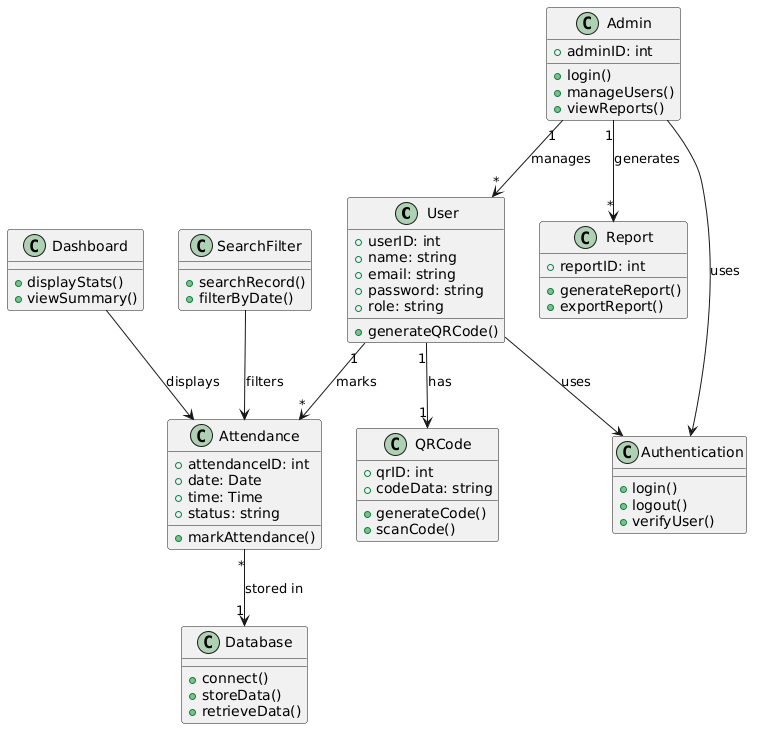 C Admin
adminID: int
login()
manageUsers()
viewReports()
1
1
manages
generates
uses
*
*
C User
userID: int
name: string
email: string
password: string
role: string
generateQRCode()
C Report
reportID: int
generateReport()
exportReport()
C Dashboard
displayStats()
viewSummary()
C SearchFilter
searchRecord()
filterByDate()
1
1
displays
filters
marks
has
uses
*
1
C Attendance
attendanceID: int
date: Date
time: Time
status: string
markAttendance()
C QRCode
qrID: int
codeData: string
generateCode()
scanCode()
C Authentication
login()
logout()
verifyUser()
*
stored in
1
C Database
connect()
storeData()
retrieveData()